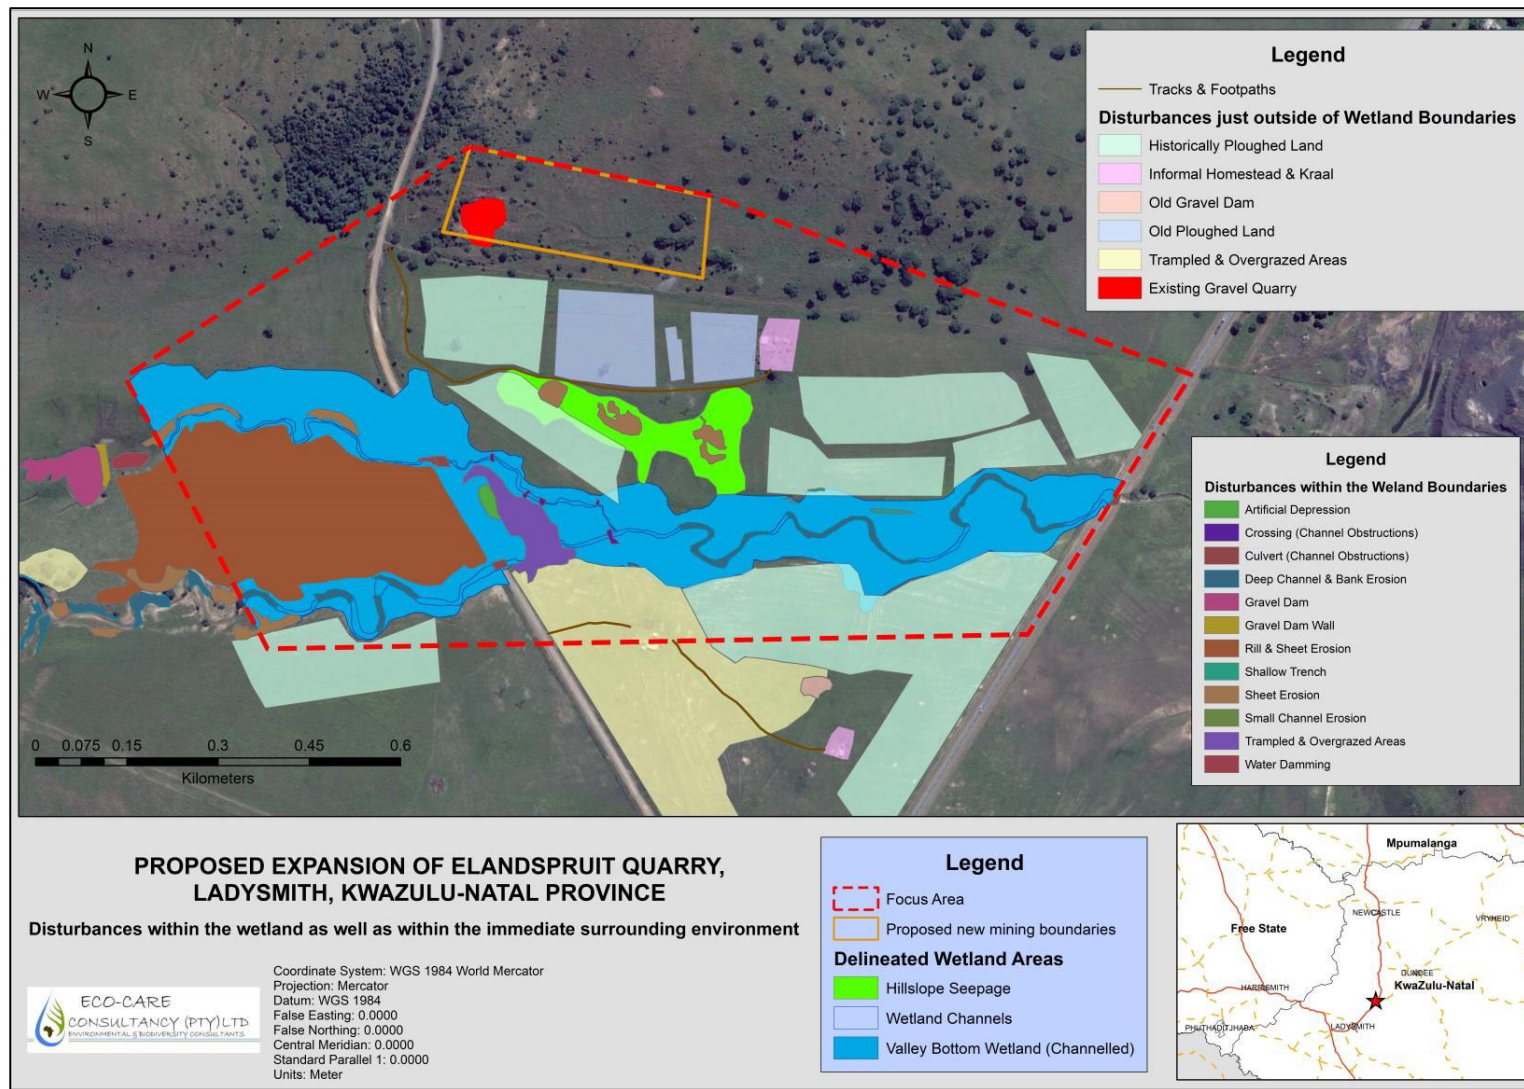 N
W
E
S
Legend
Tracks & Footpaths
Disturbances just outside of Wetland Boundaries
Historically Ploughed Land
Informal Homestead & Kraal
Old Gravel Dam
Old Ploughed Land
Trampled & Overgrazed Areas
Existing Gravel Quarry
Legend
Disturbances within the Weland Boundaries
Artificial Depression
Crossing (Channel Obstructions)
Culvert (Channel Obstructions)
Deep Channel & Bank Erosion
Gravel Dam
Gravel Dam Wall
Rill & Sheet Erosion
Shallow Trench
Sheet Erosion
Small Channel Erosion
Trampled & Overgrazed Areas
Water Damming
0 0.075 0.15 0.3 0.45 0.6
Kilometers
PROPOSED EXPANSION OF ELANDSPRUIT QUARRY,
LADYSMITH, KWAZULU-NATAL PROVINCE
Disturbances within the wetland as well as within the immediate surrounding environment
ECO-CARE
CONSULTANCY (PTY) LTD
ENVIRONMENTAL & BIODIVERSITY CONSULTANTS
Coordinate System: WGS 1984 World Mercator
Projection: Mercator
Datum: WGS 1984
False Easting: 0.0000
False Northing: 0.0000
Central Meridian: 0.0000
Standard Parallel 1: 0.0000
Units: Meter
Legend
Focus Area
Proposed new mining boundaries
Delineated Wetland Areas
Hillslope Seepage
Wetland Channels
Valley Bottom Wetland (Channelled)
Mpumalanga
NEWCASTLE
VRYHEID
Free State
DUNDEE
KwaZulu-Natal
HARRISMITH
PHUTHADITJHABA
LADYSMITH